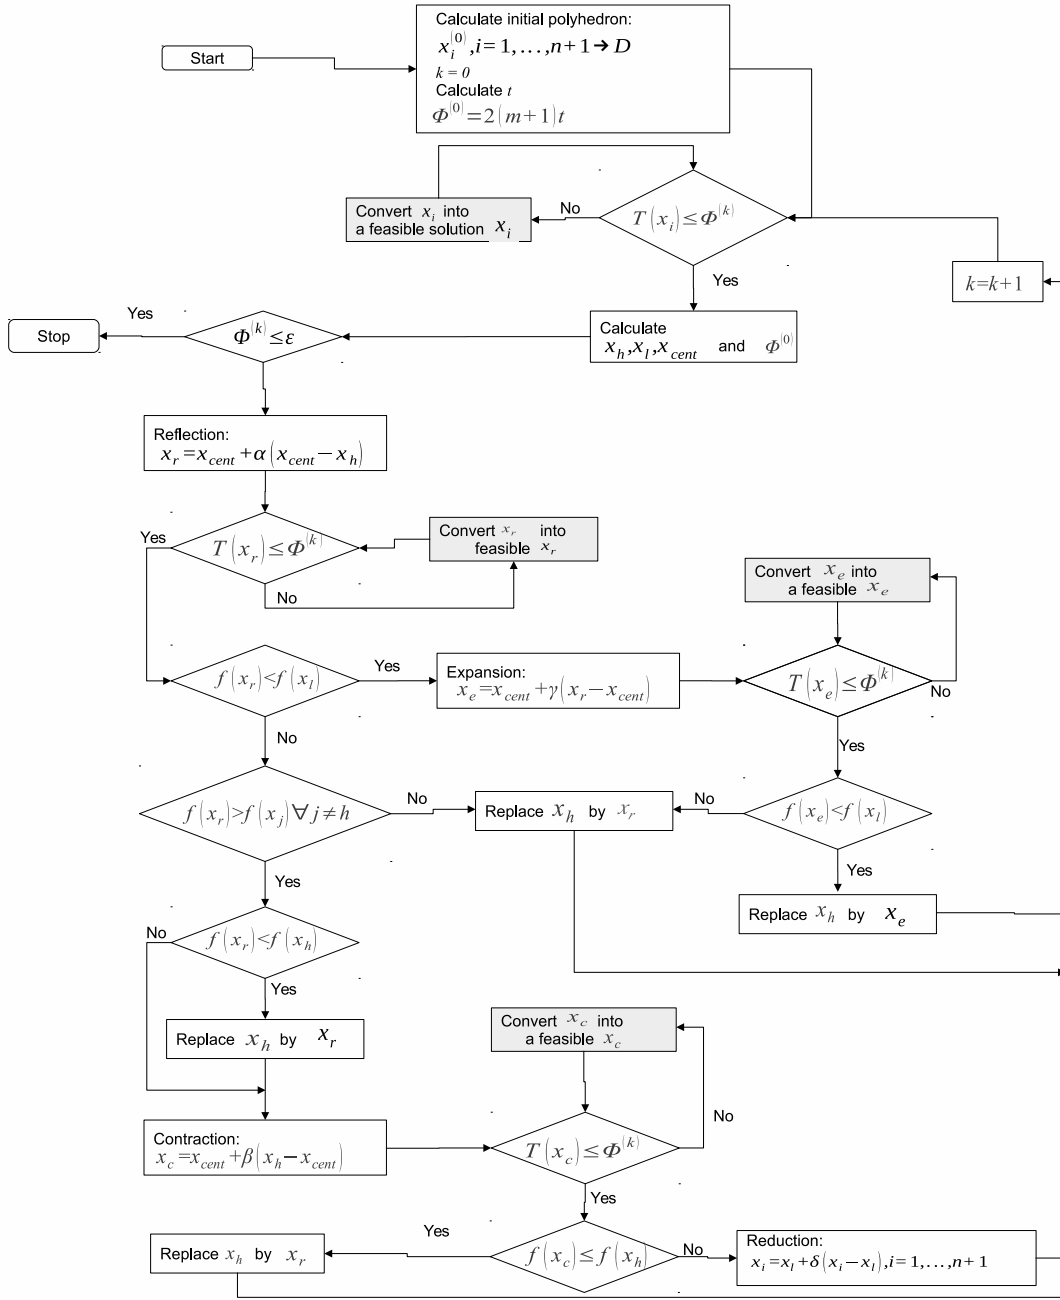 Start
Calculate initial polyhedron:
x_i^(0), i= 1, ...,n+ 1 → D
k = 0
Calculate t
Φ^(0) = 2(m+1)t
T(x_i) ≤ Φ^(k)
No
Convert x_i into
a feasible solution x_i
Yes
k=k+1
Calculate
x_h, x_l, x_cent and Φ^(0)
Φ^(k) ≤ ε
Yes
Stop
Reflection:
x_r = x_cent + α(x_cent − x_h)
T(x_r) ≤ Φ^(k)
Yes
No
Convert x_r into
feasible x_r
f(x_r) < f(x_l)
Yes
Expansion:
x_e = x_cent + γ(x_r − x_cent)
Convert x_e into
a feasible x_e
T(x_e) ≤ Φ^(k)
No
Yes
No
f(x_r) > f(x_j) ∀ j ≠ h
No
Replace x_h by x_r
No
f(x_e) < f(x_l)
Yes
Replace x_h by x_e
Yes
f(x_r) < f(x_h)
No
Yes
Replace x_h by x_r
Contraction:
x_c = x_cent + β(x_h − x_cent)
Convert x_c into
a feasible x_c
T(x_c) ≤ Φ^(k)
No
Yes
f(x_c) ≤ f(x_h)
Yes
Replace x_h by x_r
No
Reduction:
x_i = x_l + δ(x_i − x_l), i= 1, ...,n+ 1